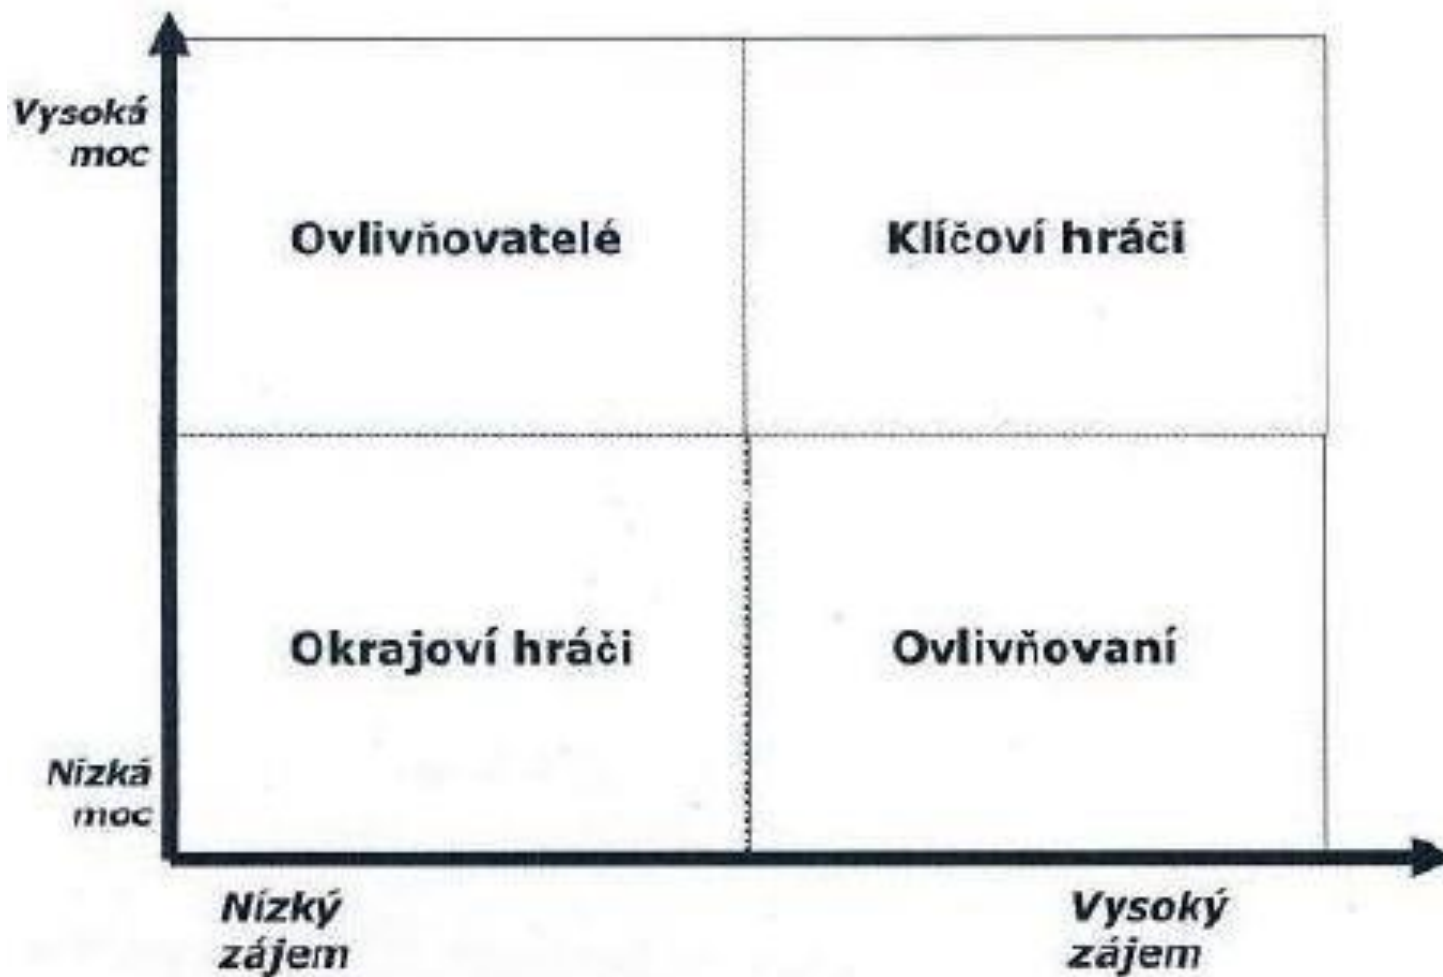 Vysoká
moc
Ovlivňovatelé
Klíčoví hráči
Okrajoví hráči
Ovlivňovaní
Nízká
moc
Nízký
zájem
Vysoký
zájem